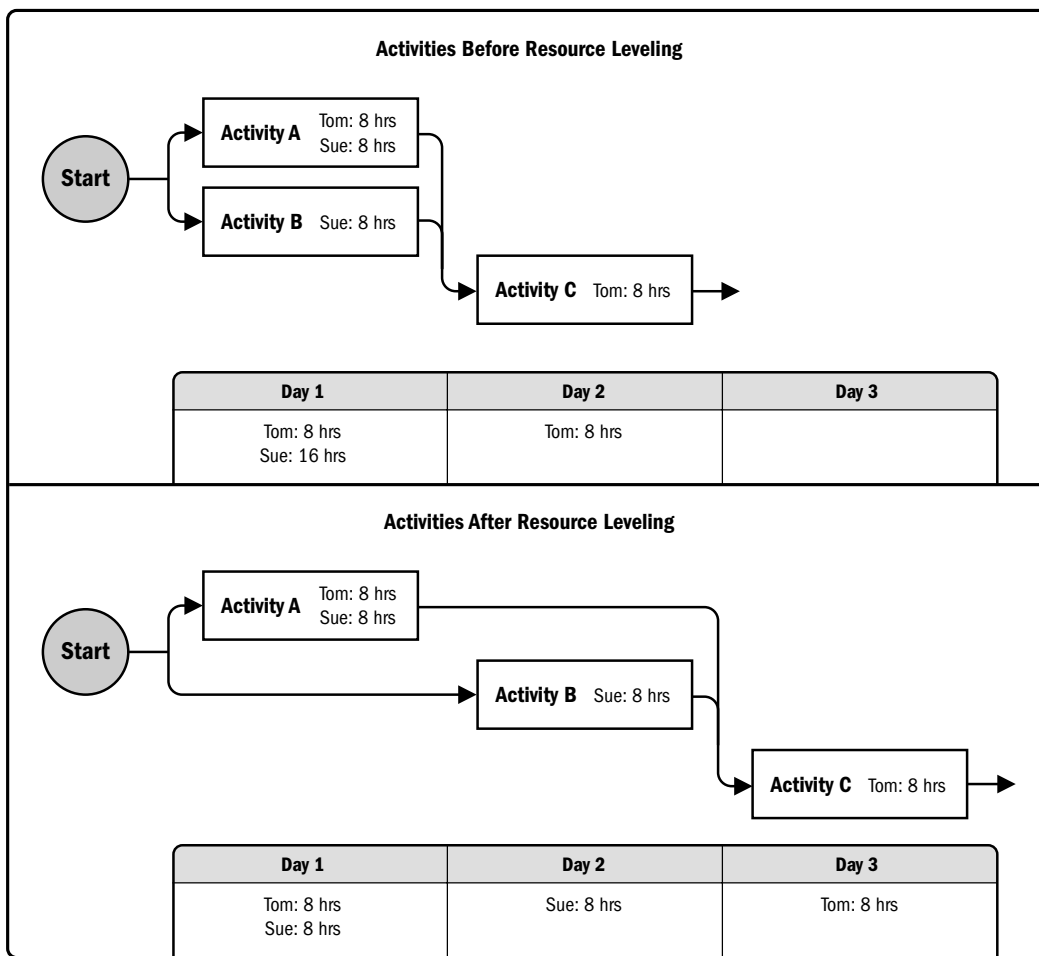 Activities Before Resource Leveling
Start
Activity A
Tom: 8 hrs
Sue: 8 hrs
Activity B Sue: 8 hrs
Activity C Tom: 8 hrs
Day 1 Day 2 Day 3
Tom: 8 hrs Tom: 8 hrs
Sue: 16 hrs
Activities After Resource Leveling
Start
Activity A
Tom: 8 hrs
Sue: 8 hrs
Activity B Sue: 8 hrs
Activity C Tom: 8 hrs
Day 1 Day 2 Day 3
Tom: 8 hrs Sue: 8 hrs Tom: 8 hrs
Sue: 8 hrs